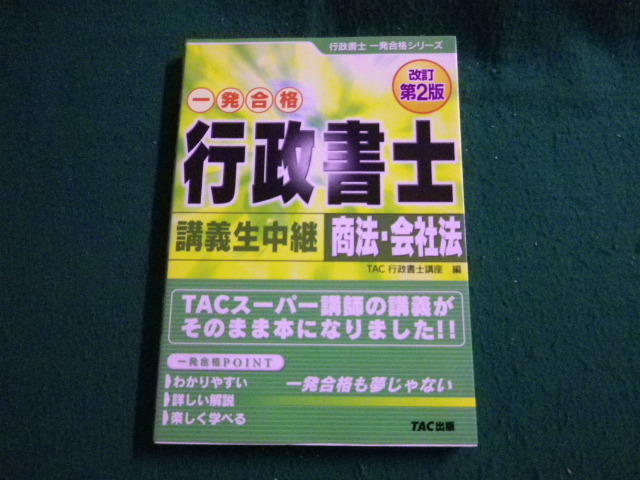 行政書士 一発合格シリーズ
改訂
第2版
一発合格
行政書士
講義生中継 商法・会社法
TAC 行政書士講座 編
TACスーパー講師の講義が
そのまま本になりました!!
一発合格POINT
わかりやすい
詳しい解説
楽しく学べる
一発合格も夢じゃない
TAC出版